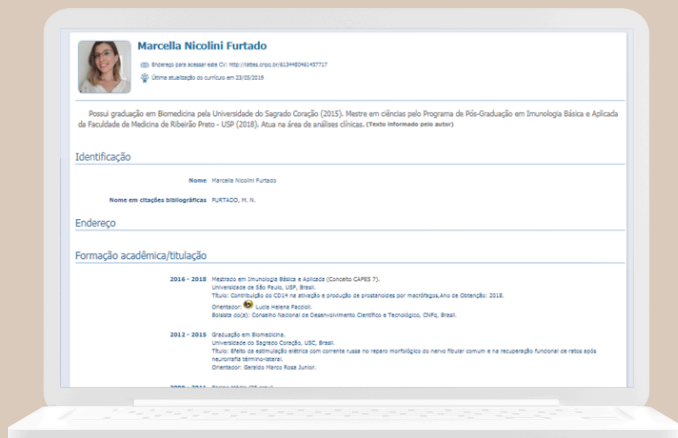 Marcella Nicolini Furtado
Endereço para acessar este CV: http://lattes.cnpq.br/6134480461457717
Última atualização do currículo em 23/05/2019
Possui graduação em Biomedicina pela Universidade do Sagrado Coração (2015). Mestre em ciências pelo Programa de Pós-Graduação em Imunologia Básica e Aplicada
da Faculdade de Medicina de Ribeirão Preto - USP (2018). Atua na área de análises clínicas. (Texto informado pelo autor)
Identificação
Nome Marcella Nicolini Furtado
Nome em citações bibliográficas FURTADO, M. N.
Endereço
Formação acadêmica/titulação
2016 - 2018 Mestrado em Imunologia Básica e Aplicada (Conceito CAPES 7).
Universidade de São Paulo, USP, Brasil.
Título: Contribuição do CD14 na ativação e produção de prostanoides por macrófagos,Ano de Obtenção: 2018.
Orientador: Lucia Helena Faccioli.
Bolsista do(a): Conselho Nacional de Desenvolvimento Científico e Tecnológico, CNPq, Brasil.
2012 - 2015 Graduação em Biomedicina.
Universidade do Sagrado Coração, USC, Brasil.
Título: Efeito da estimulação elétrica com corrente russa no reparo morfológico do nervo fibular comum e na recuperação funcional de ratos após
neurorrafia término-lateral.
Orientador: Geraldo Marco Rosa Junior.